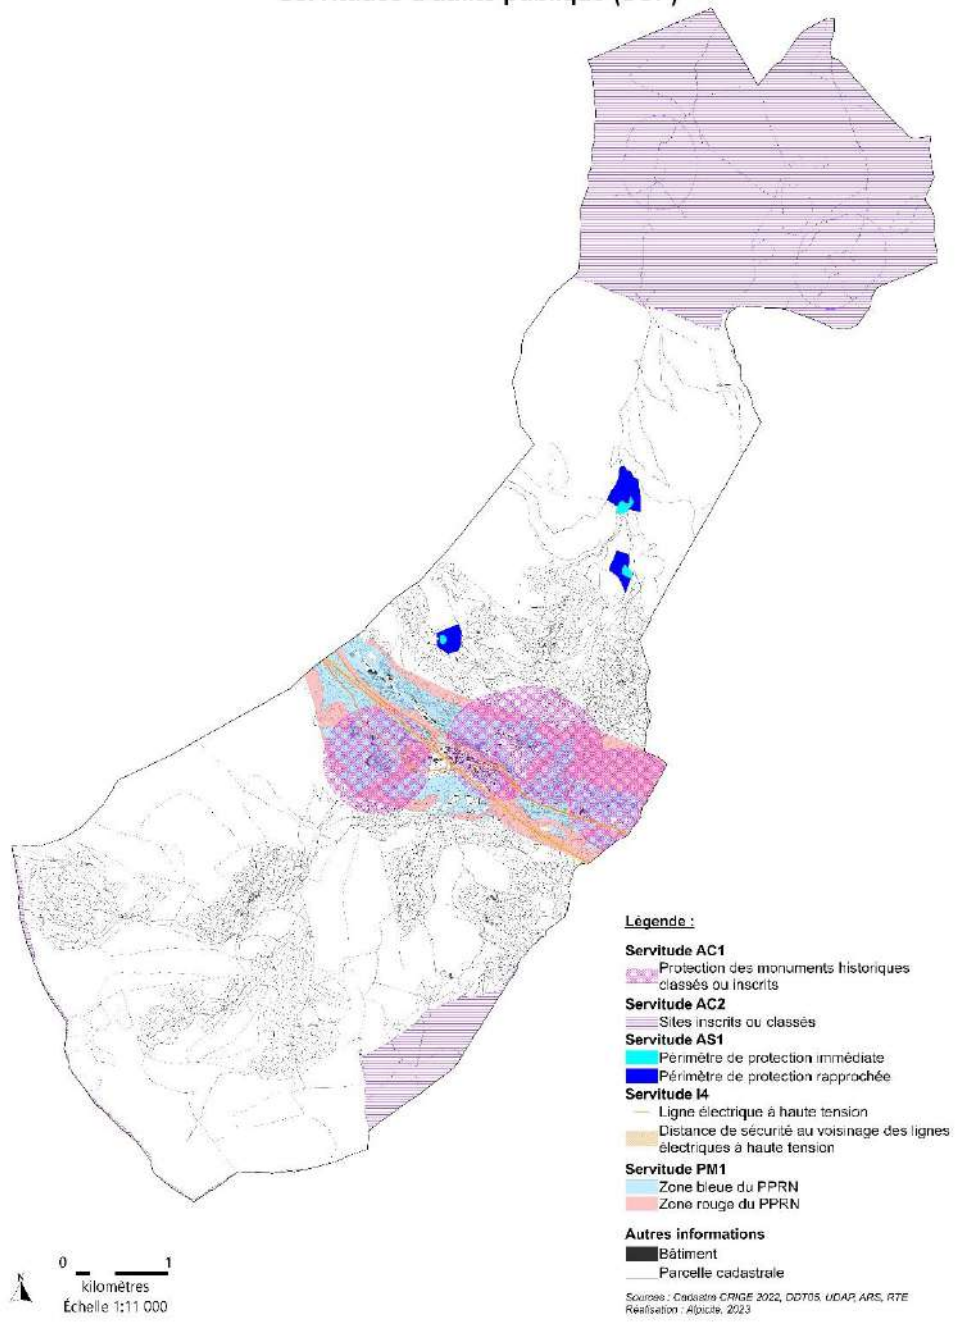 Légende :
Servitude AC1
Protection des monuments historiques
classés ou inscrits
Servitude AC2
Sites inscrits ou classés
Servitude AS1
Périmètre de protection immédiate
Périmètre de protection rapprochée
Servitude I4
Ligne électrique à haute tension
Distance de sécurité au voisinage des lignes
électriques à haute tension
Servitude PM1
Zone bleue du PPRN
Zone rouge du PPRN
Autres informations
Bâtiment
Parcelle cadastrale
0 1
kilomètres
Échelle 1:11 000
N
Sources : Cadastre CRIGE 2022, DDT05, UDAP, ARS, RTE
Réalisation : Alpicité, 2023